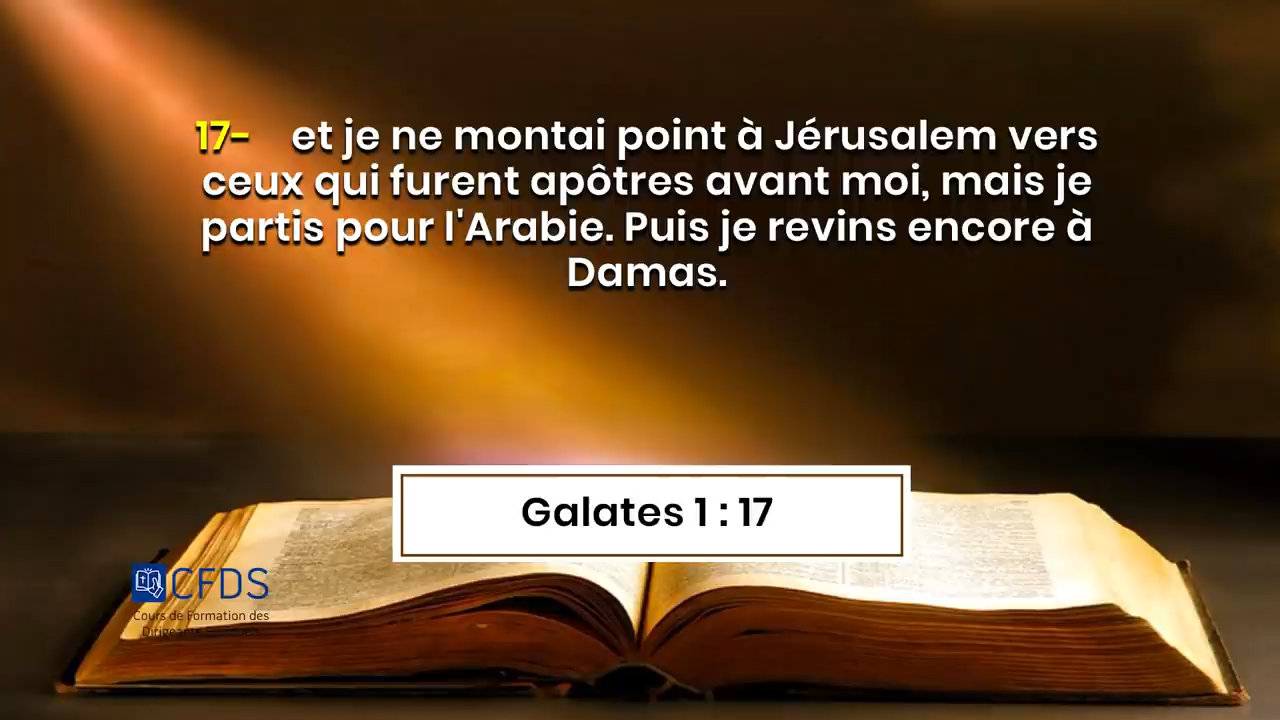 17- et je ne montai point à Jérusalem vers
ceux qui furent apôtres avant moi, mais je
partis pour l'Arabie. Puis je revins encore à
Damas.
Galates 1 : 17
CFDS
Cours de Formation des